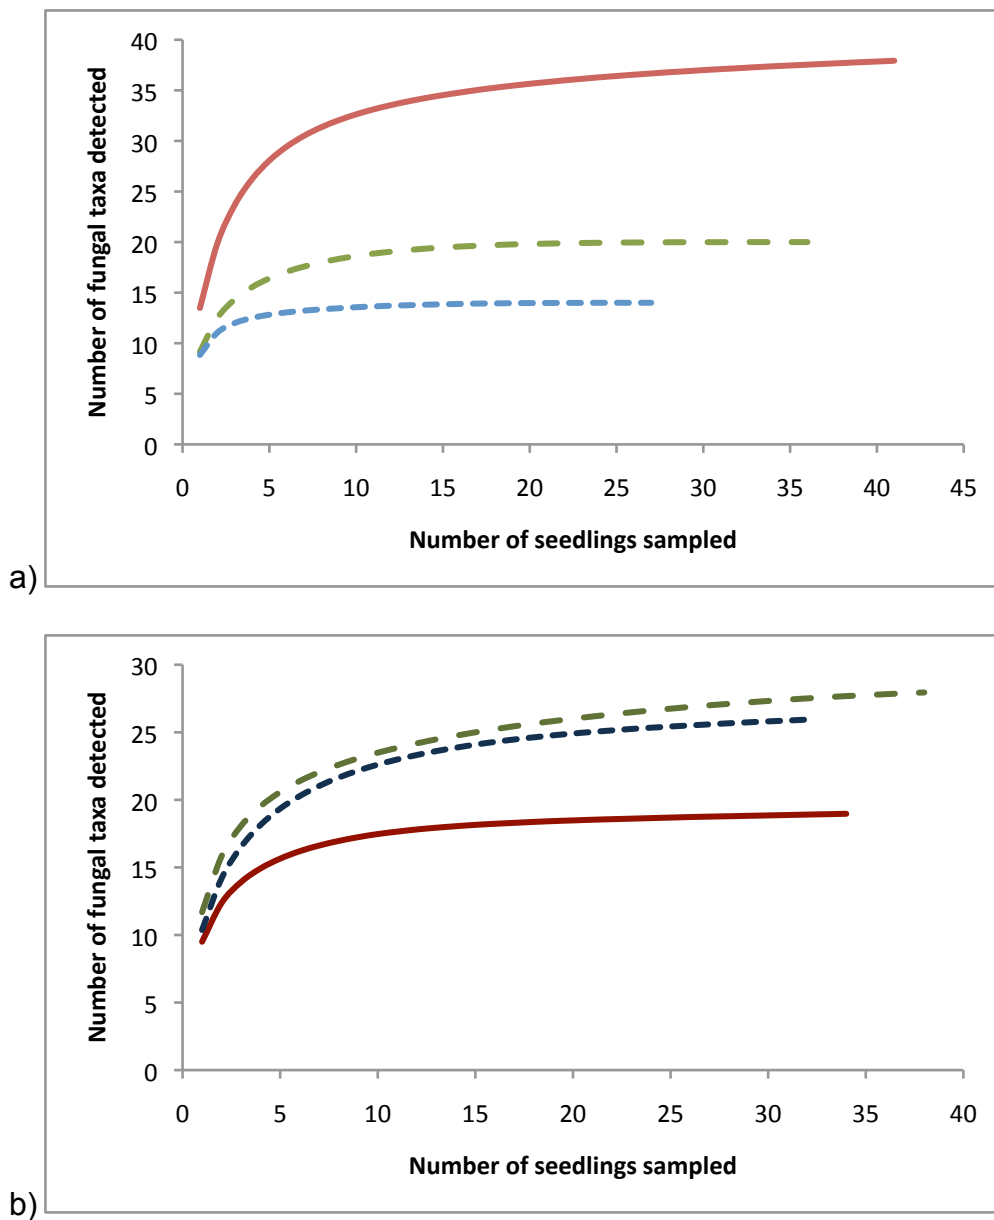 40
35
30
25
20
15
10
5
0
Number of fungal taxa detected
0 5 10 15 20 25 30 35 40 45
Number of seedlings sampled
a)
30
25
20
15
10
5
0
Number of fungal taxa detected
0 5 10 15 20 25 30 35 40
Number of seedlings sampled
b)